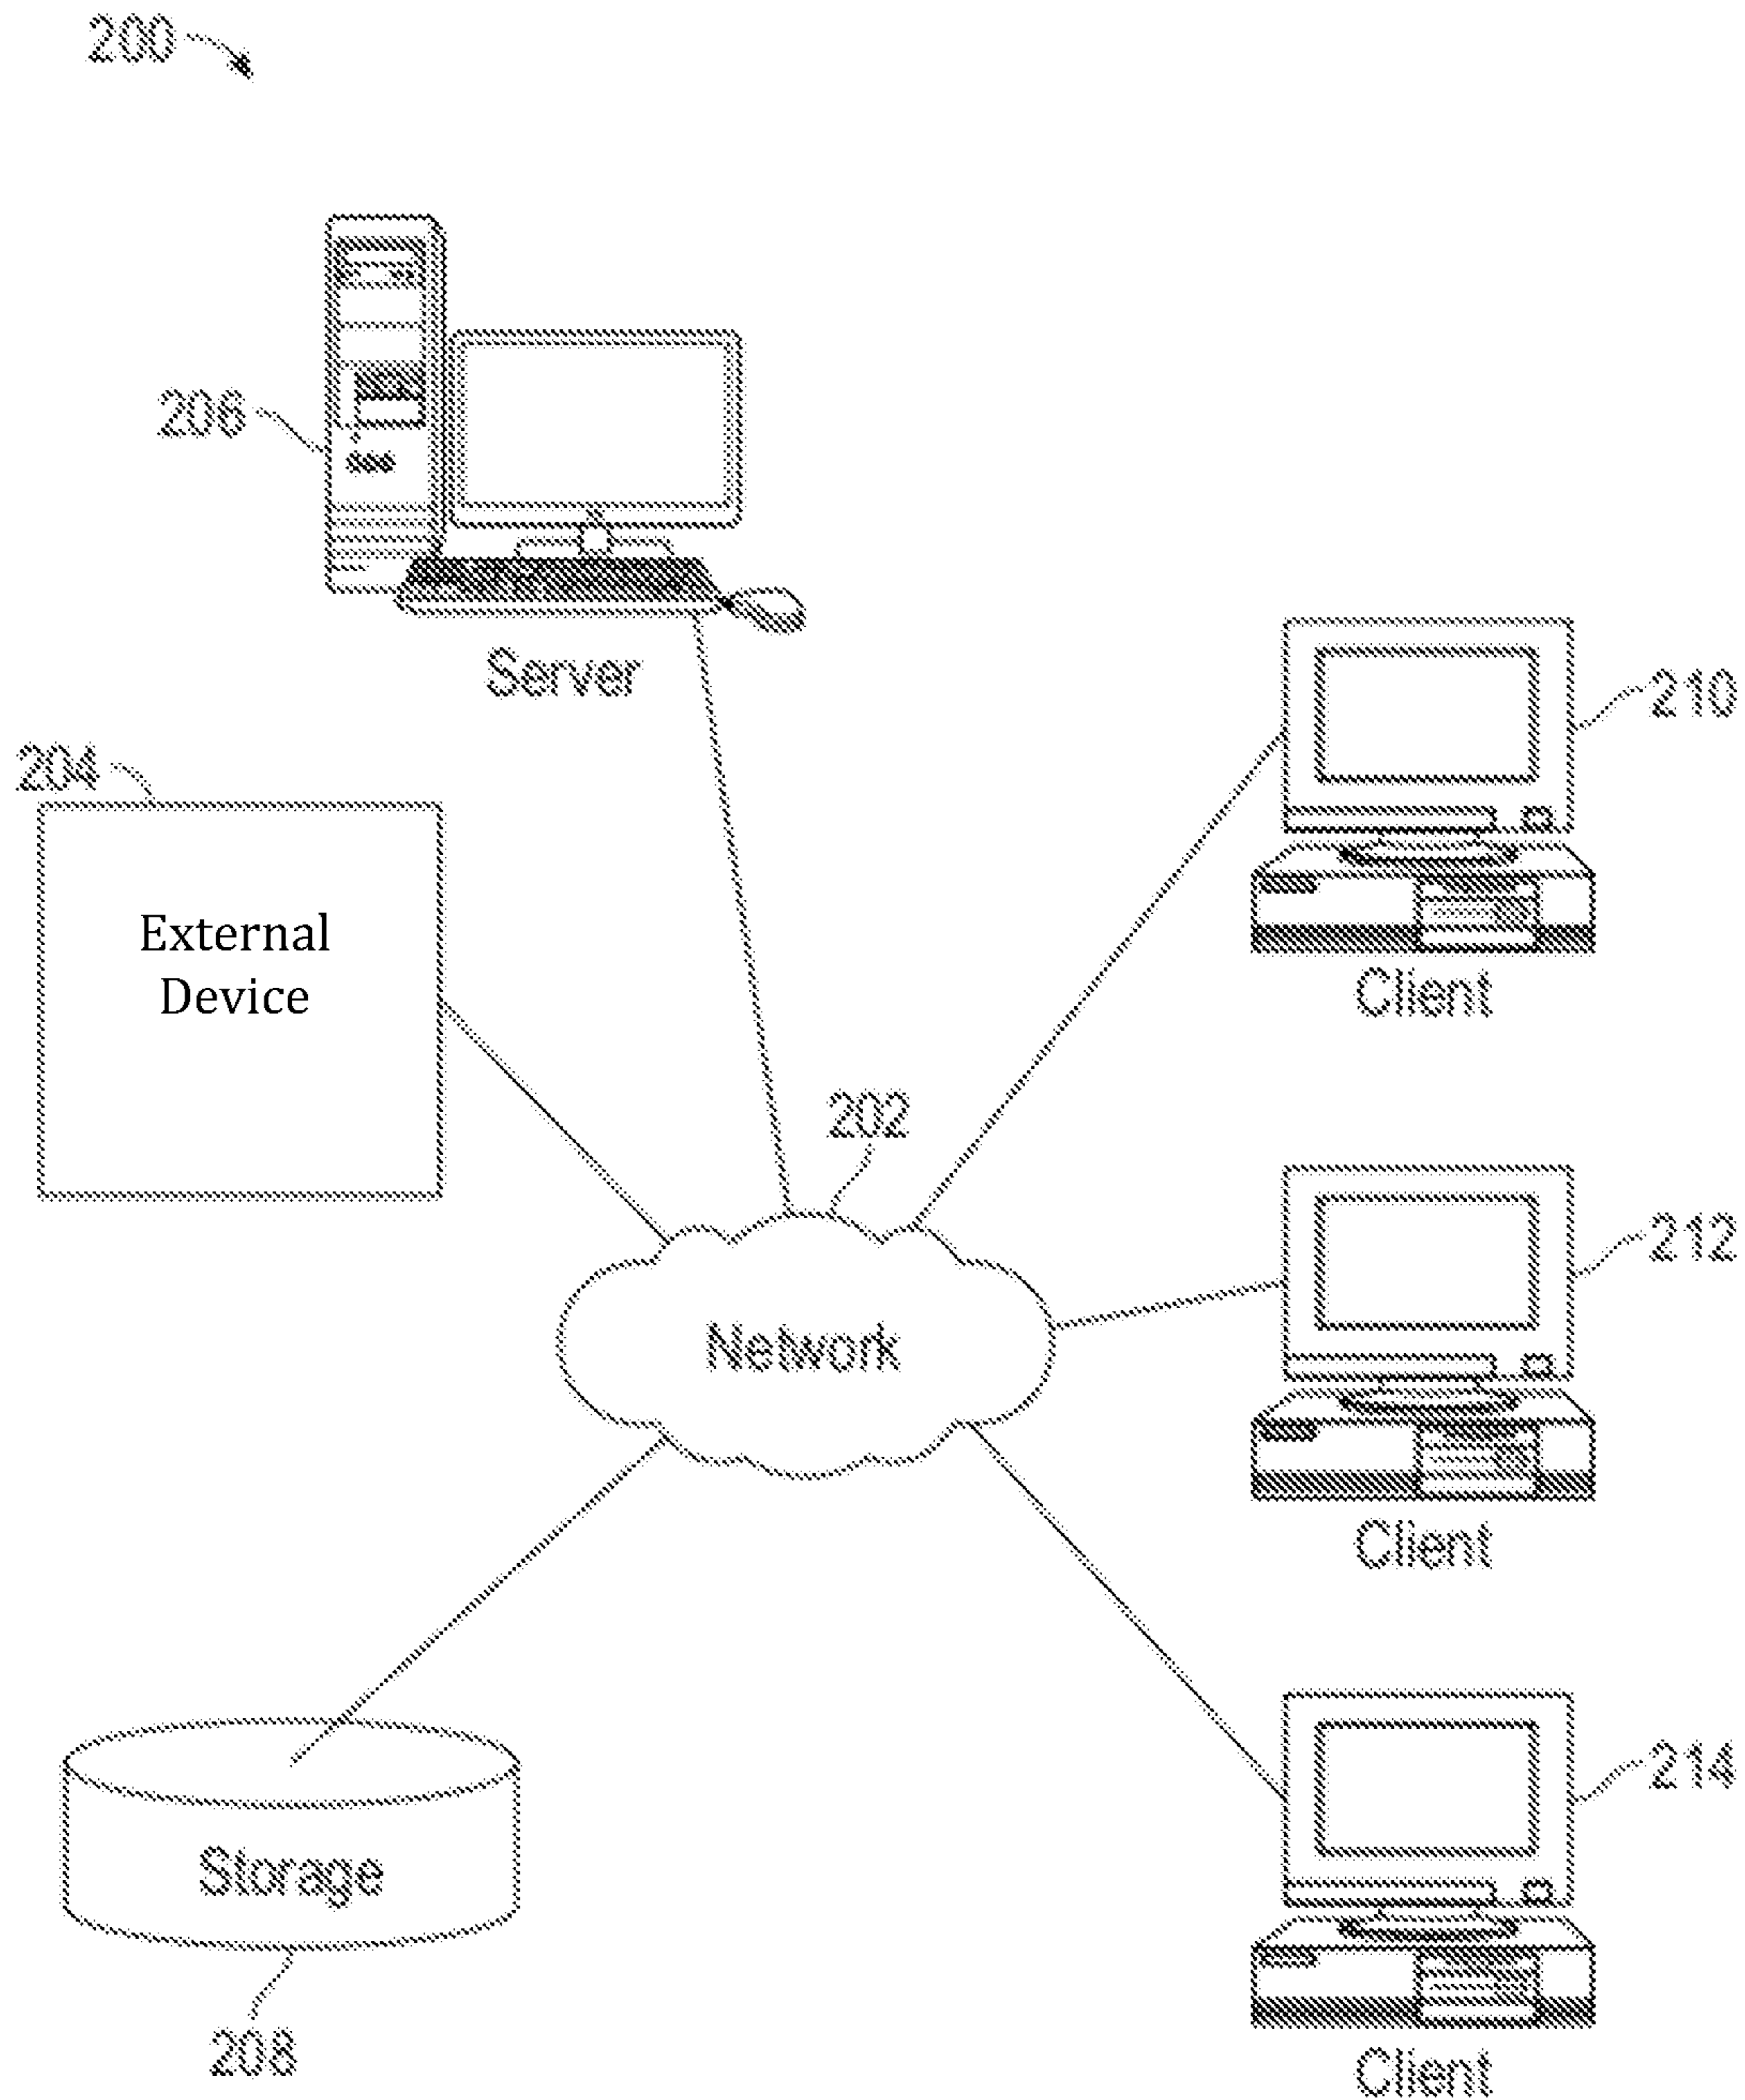 200
206
Server
210
204
External
Device
Client
202
212
Network
Client
214
Storage
208
Client